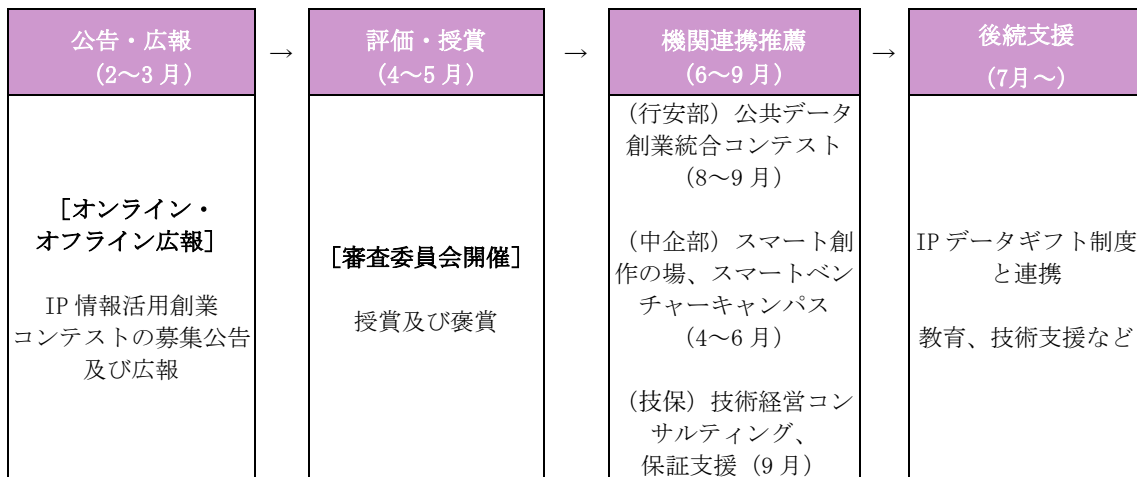 公告・広報
(2～3 月)
→
評価・授賞
(4～5 月)
→
機関連携推薦
(6～9 月)
→
後続支援
(7月～)
［オンライン・
オフライン広報］
IP 情報活用創業
コンテストの募集公告
及び広報
［審査委員会開催］
授賞及び褒賞
（行安部）公共データ
創業統合コンテスト
（8～9 月）
（中企部）スマート創
作の場、スマートベン
チャーキャンパス
（4～6 月）
（技保）技術経営コン
サルティング、
保証支援（9 月）
IP データギフト制度
と連携
教育、技術支援など